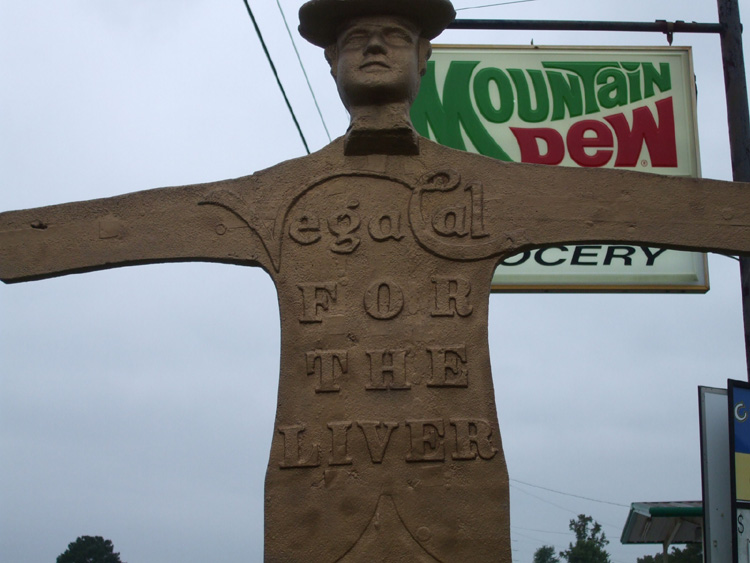 MOUNTAIN
DEW
VegaCal
FOR
THE
LIVER
OCERY